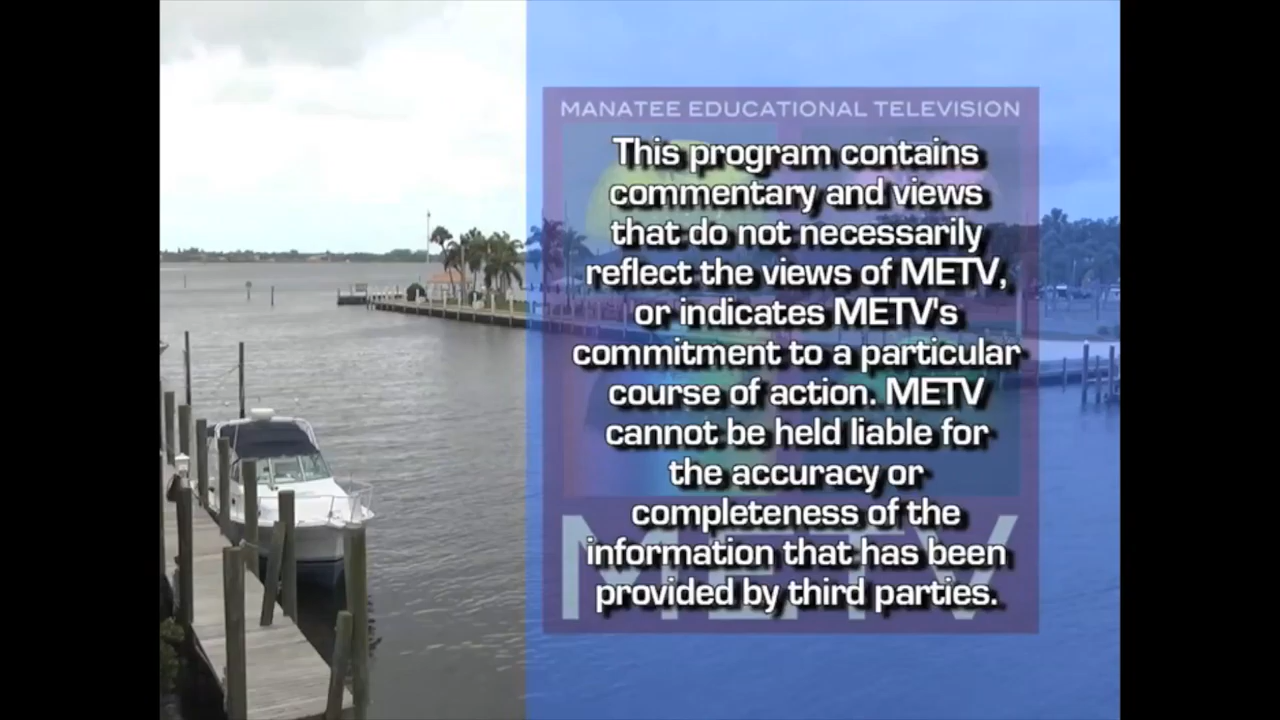 MANATEE EDUCATIONAL TELEVISION
This program contains
commentary and views
that do not necessarily
reflect the views of METV,
or indicates METV's
commitment to a particular
course of action. METV
cannot be held liable for
the accuracy or
completeness of the
information that has been
provided by third parties.
METV